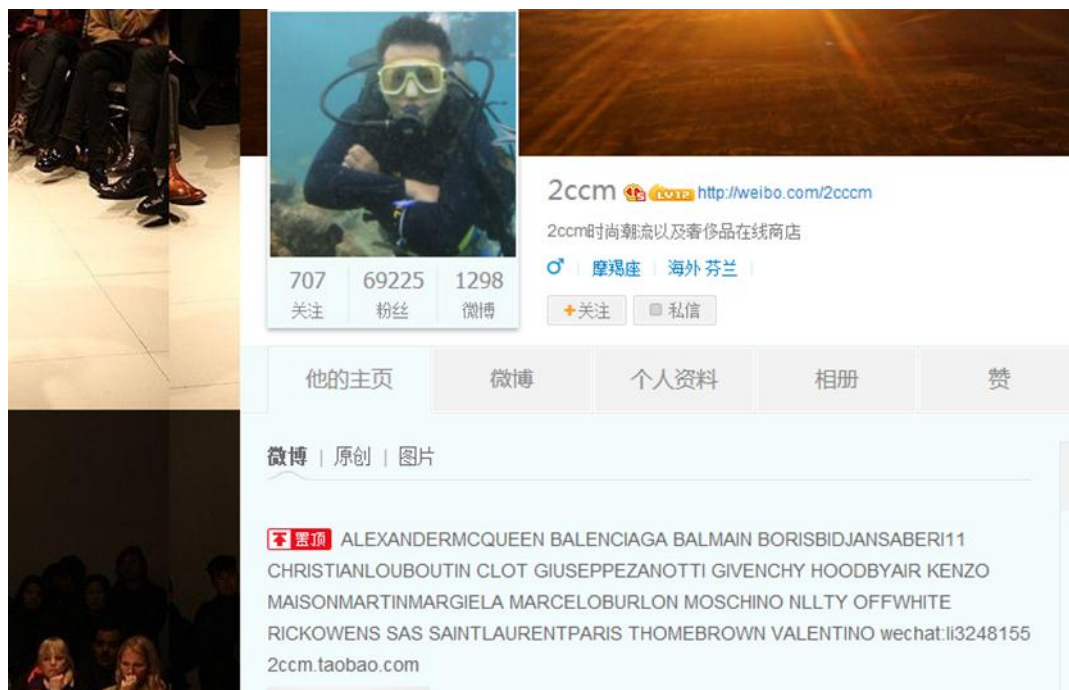 2ccm LV12 http://weibo.com/2cccm
2ccm时尚潮流以及奢侈品在线商店
♂ | 摩羯座 | 海外 芬兰
707 69225 1298
关注 粉丝 微博
+关注 私信
他的主页 微博 个人资料 相册 赞
微博 | 原创 | 图片
置顶 ALEXANDERMCQUEEN BALENCIAGA BALMAIN BORISBIDJANSABERI11
CHRISTIANLOUBOUTIN CLOT GIUSEPPEZANOTTI GIVENCHY HOODBYAIR KENZO
MAISONMARTINMARGIELA MARCELOBURLON MOSCHINO NLLTY OFFWHITE
RICKOWENS SAS SAINTLAURENTPARIS THOMEBROWN VALENTINO wechat:li3248155
2ccm.taobao.com